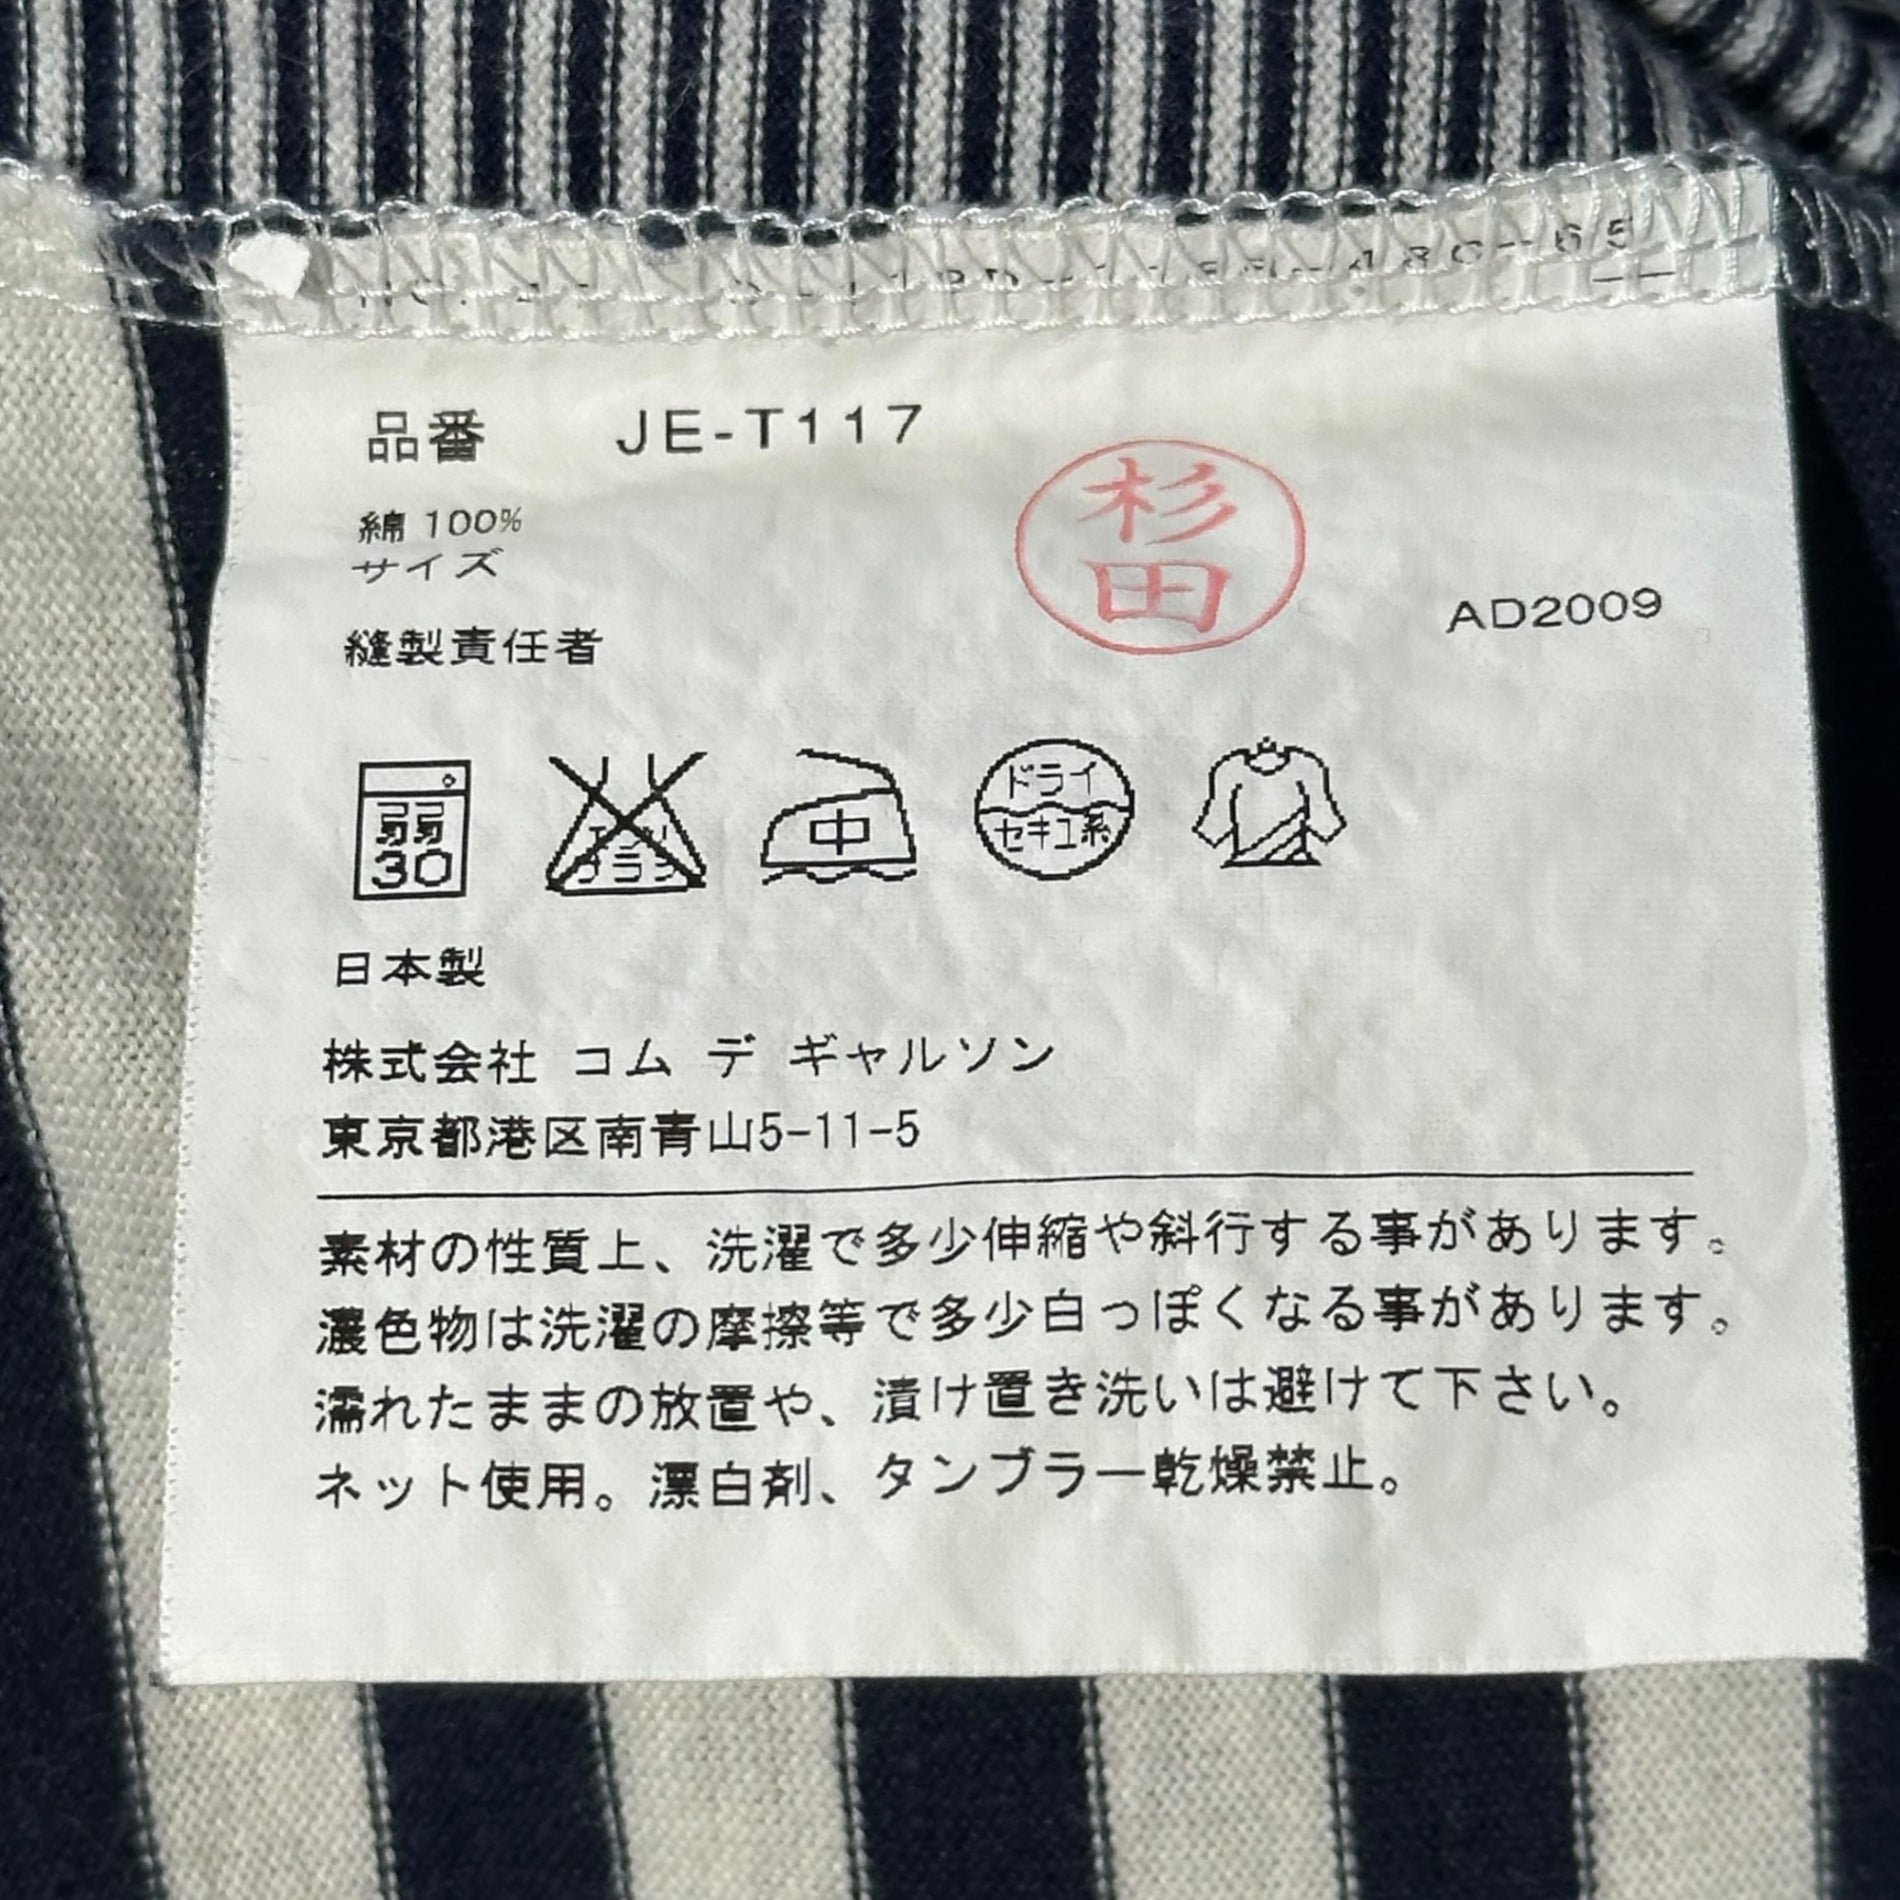 品番 JE-T117
綿 100%
サイズ
杉田
AD2009
縫製責任者
弱 30
中
ドライ
セキユ系
日本製
株式会社 コム デ ギャルソン
東京都港区南青山5-11-5
素材の性質上、洗濯で多少伸縮や斜行する事があります。
濃色物は洗濯の摩擦等で多少白っぽくなる事があります。
濡れたままの放置や、漬け置き洗いは避けて下さい。
ネット使用。漂白剤、タンブラー乾燥禁止。